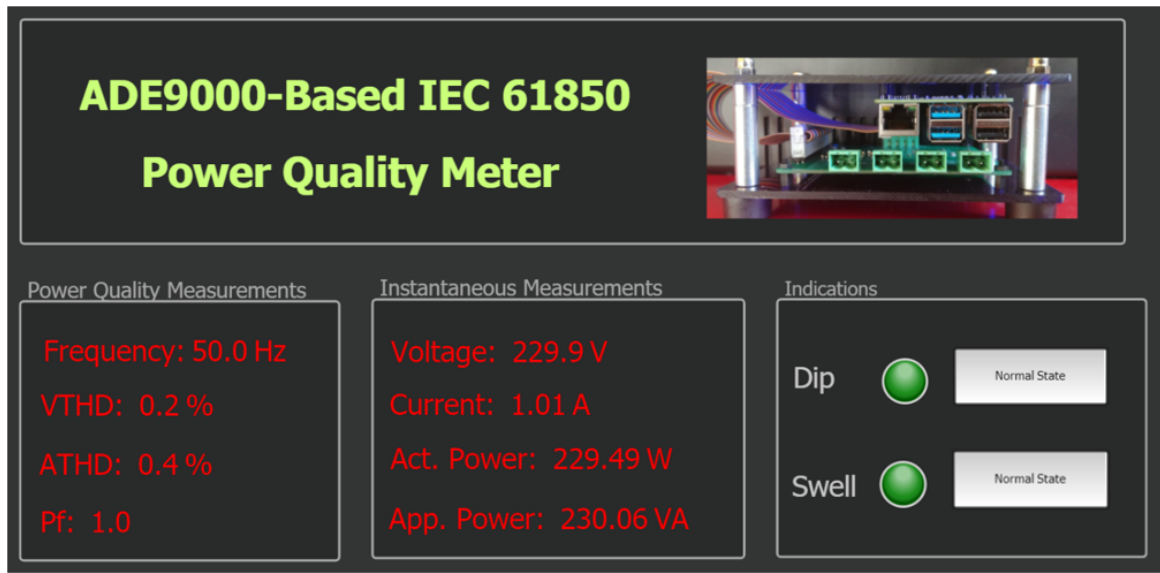 ADE9000-Based IEC 61850
Power Quality Meter
Power Quality Measurements
Frequency: 50.0 Hz
VTHD: 0.2 %
ATHD: 0.4 %
Pf: 1.0
Instantaneous Measurements
Voltage: 229.9 V
Current: 1.01 A
Act. Power: 229.49 W
App. Power: 230.06 VA
Indications
Dip
Normal State
Swell
Normal State